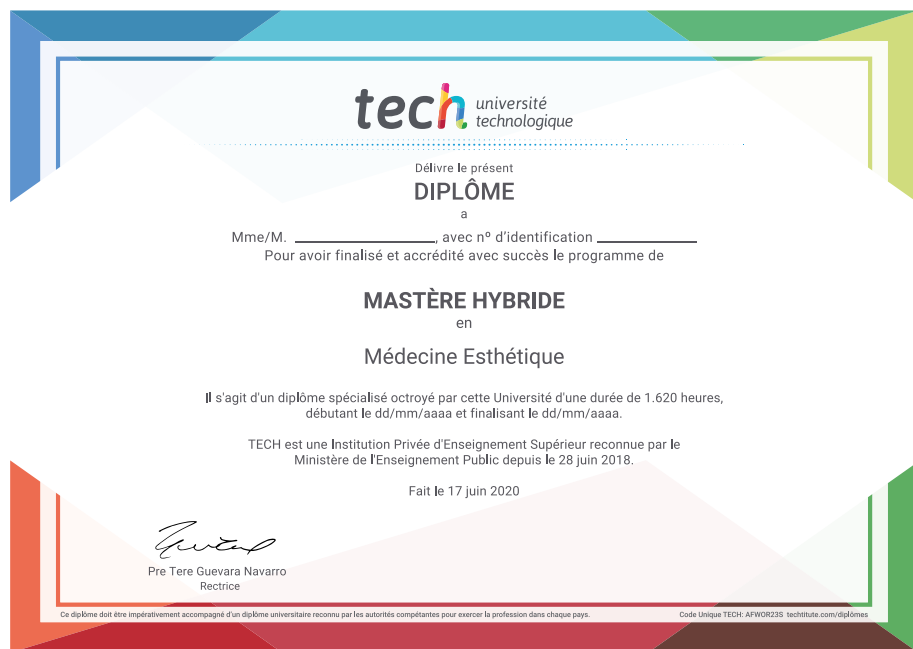 tech université
technologique
Délivre le présent
DIPLÔME
a
Mme/M. ____________, avec nº d'identification ____________
Pour avoir finalisé et accrédité avec succès le programme de
MASTÈRE HYBRIDE
en
Médecine Esthétique
Il s'agit d'un diplôme spécialisé octroyé par cette Université d'une durée de 1.620 heures,
débutant le dd/mm/aaaa et finalisant le dd/mm/aaaa.
TECH est une Institution Privée d'Enseignement Supérieur reconnue par le
Ministère de l'Enseignement Public depuis le 28 juin 2018.
Fait le 17 juin 2020
Pre Tere Guevara Navarro
Rectrice
Ce diplôme doit être impérativement accompagné d'un diplôme universitaire reconnu par les autorités compétantes pour exercer la profession dans chaque pays.
Code Unique TECH: AFWOR23S techtitute.com/diplômes